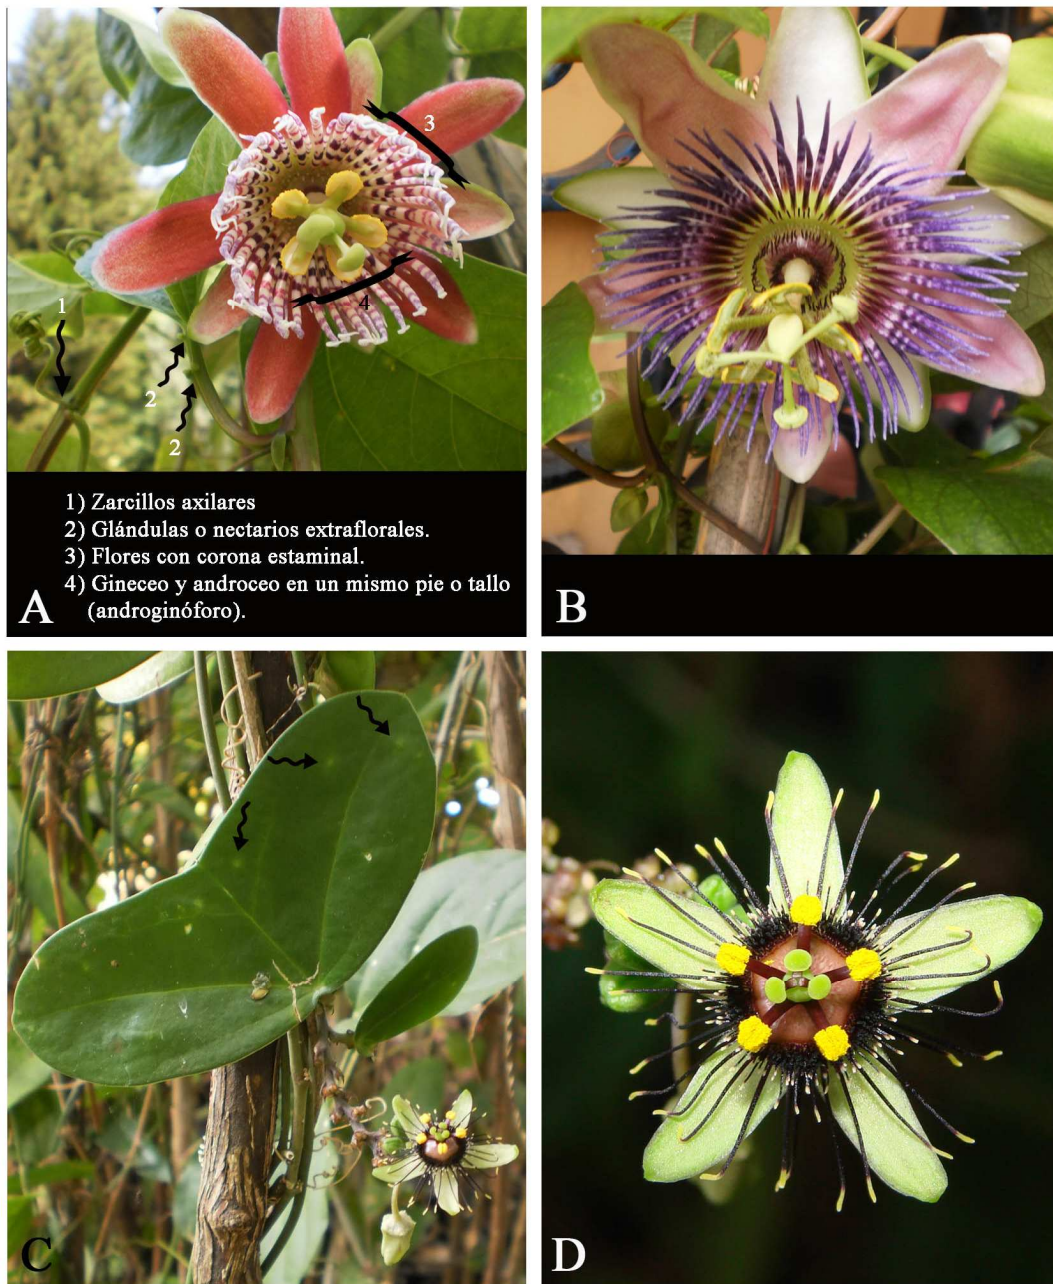 3
4
1
2
2
1) Zarcillos axilares
2) Glándulas o nectarios extraflorales.
3) Flores con corona estaminal.
4) Gineceo y androceo en un mismo pie o tallo
(androginóforo).
A
B
C
D